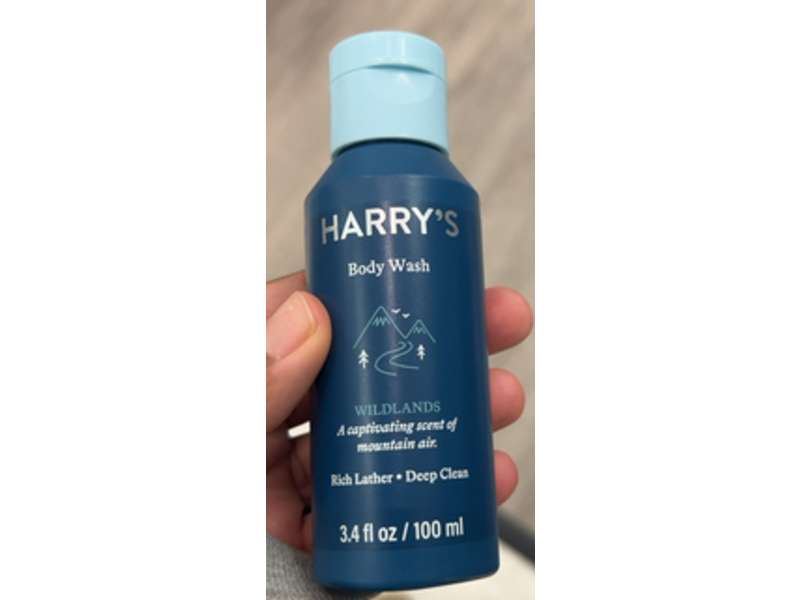 HARRY'S
Body Wash
WILDLANDS
A captivating scent of
mountain air.
Rich Lather • Deep Clean
3.4 fl oz / 100 ml